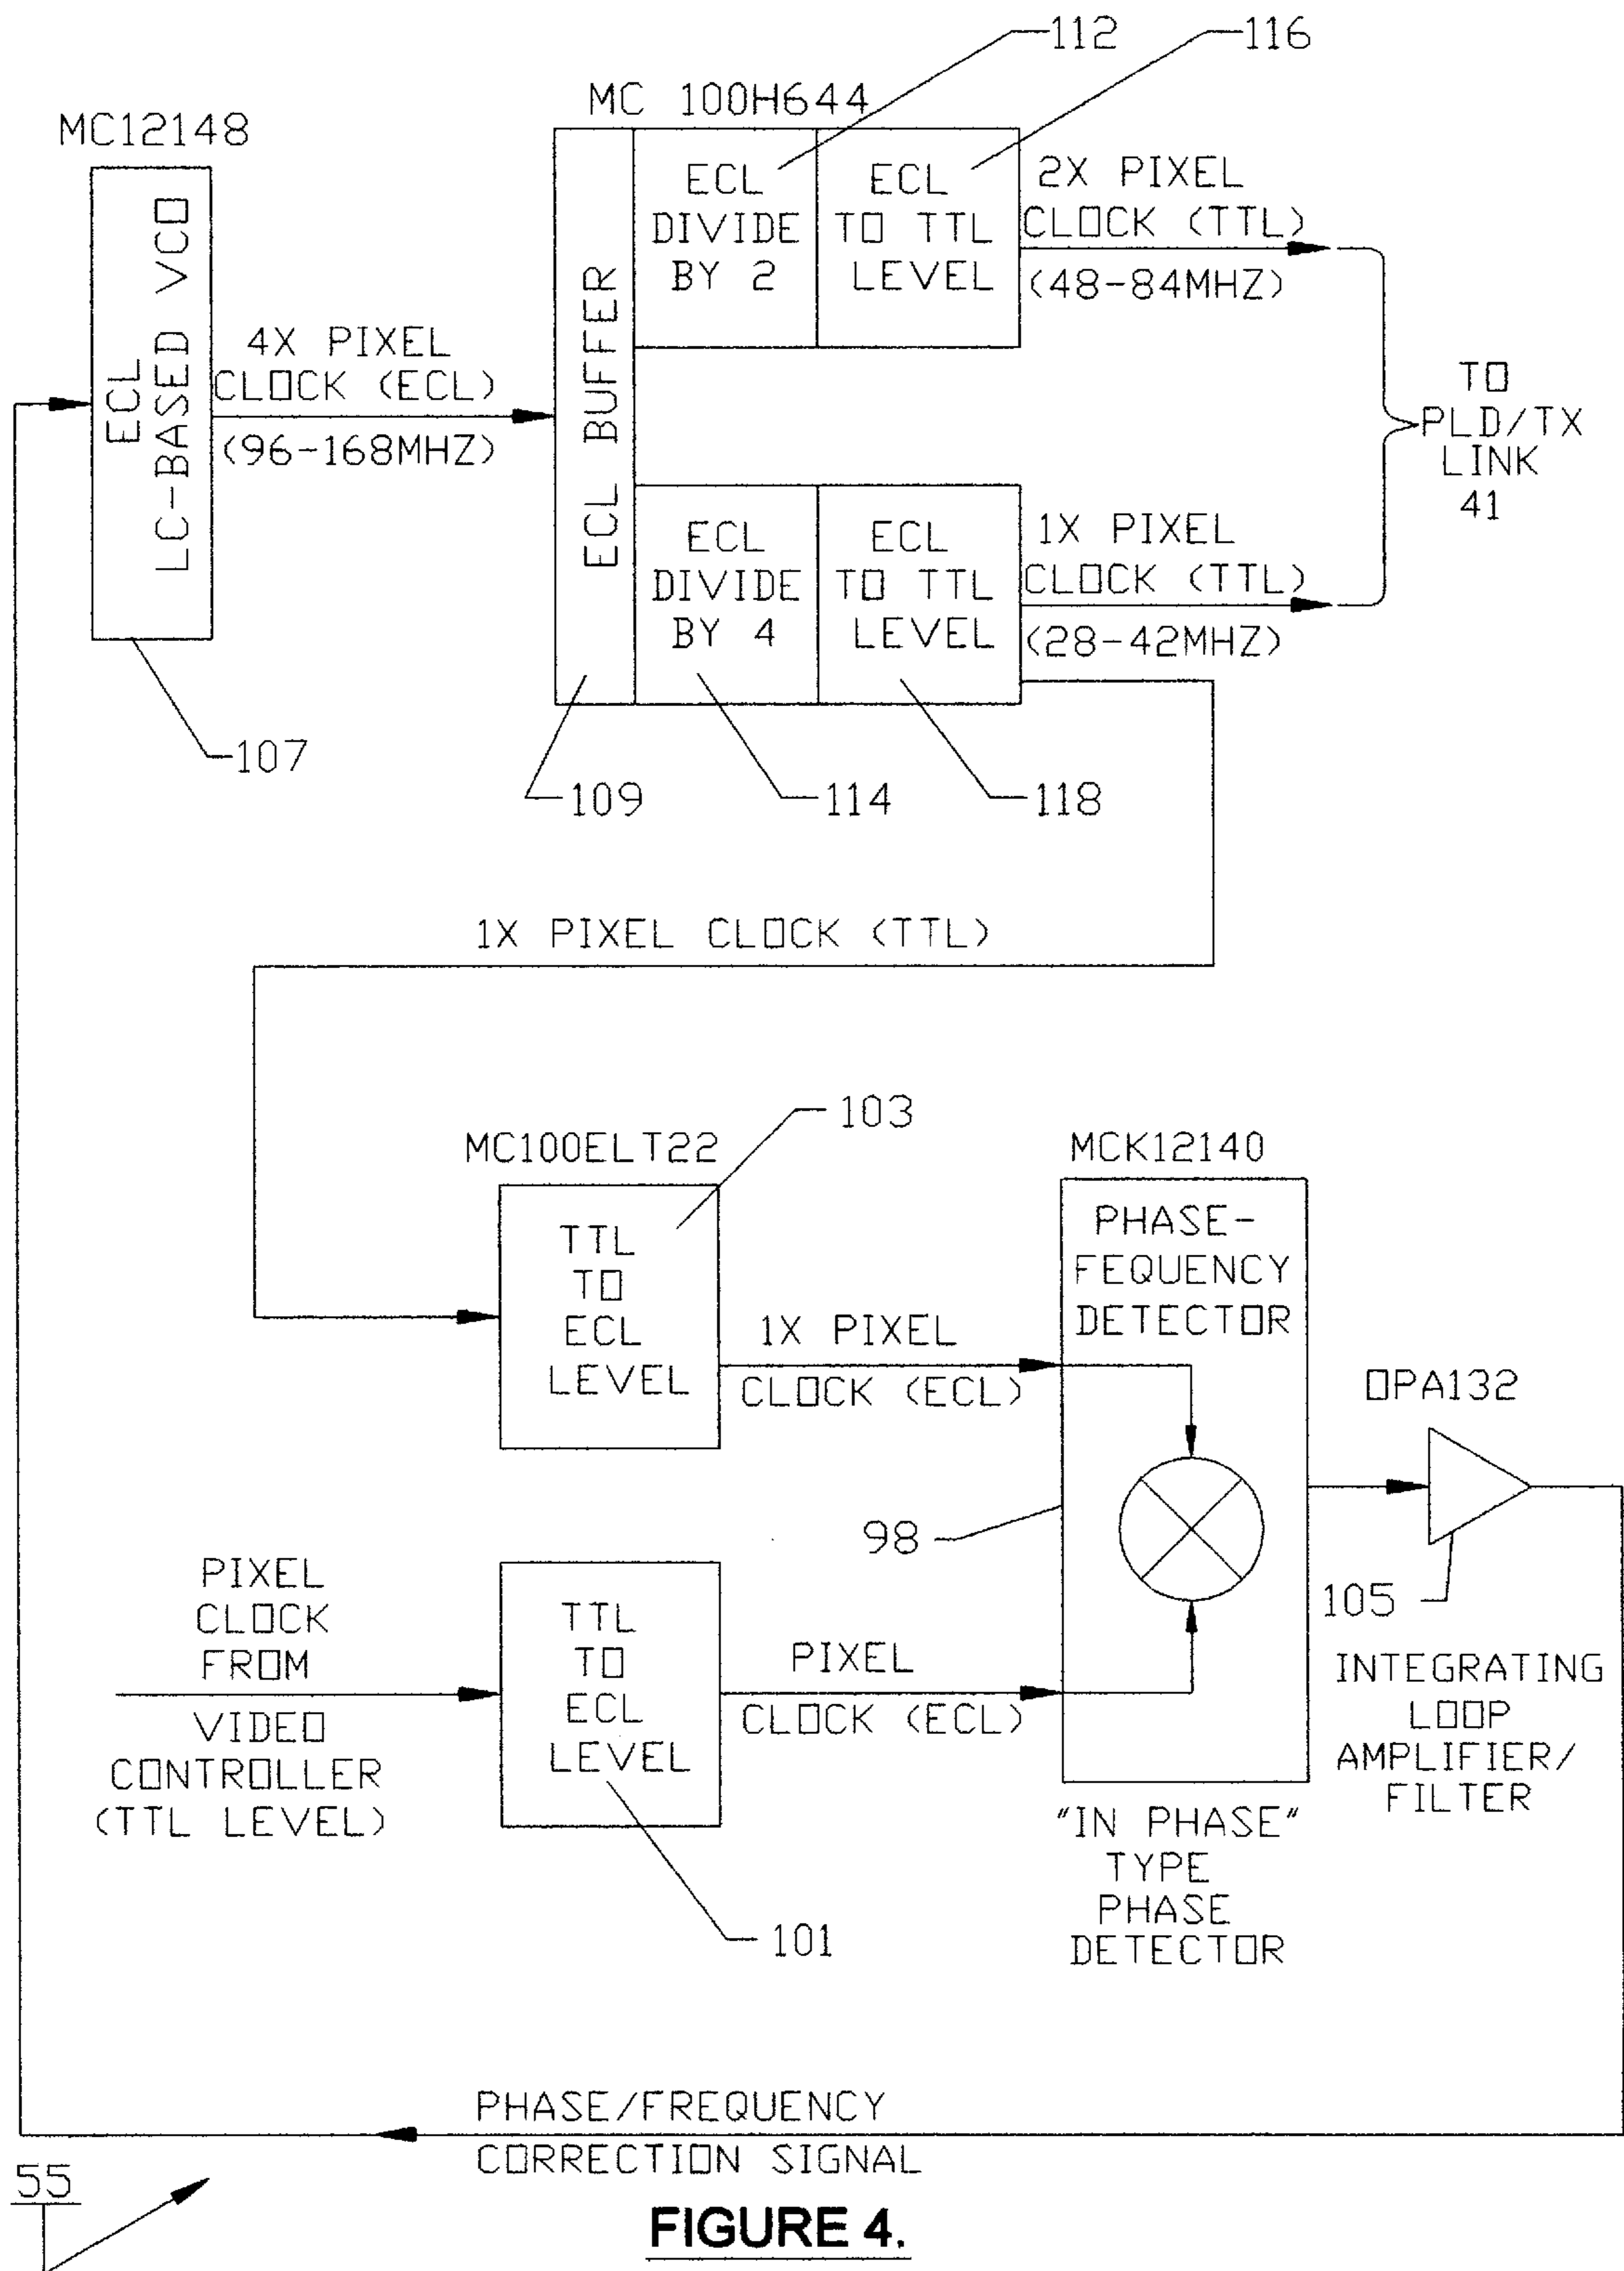 112
116
MC 100H644
MC12148
ECL
LC-BASED VCO
4X PIXEL
CLOCK (ECL)
(96-168MHZ)
ECL BUFFER
ECL
DIVIDE
BY 2
ECL
TO TTL
LEVEL
2X PIXEL
CLOCK (TTL)
(48-84MHZ)
TO
PLD/TX
LINK
41
ECL
DIVIDE
BY 4
ECL
TO TTL
LEVEL
1X PIXEL
CLOCK (TTL)
(28-42MHZ)
107
109
114
118
1X PIXEL CLOCK (TTL)
103
MC100ELT22
TTL
TO
ECL
LEVEL
1X PIXEL
CLOCK (ECL)
MCK12140
PHASE-
FEQUENCY
DETECTOR
OPA132
98
105
INTEGRATING
LOOP
AMPLIFIER/
FILTER
PIXEL
CLOCK
FROM
VIDEO
CONTROLLER
(TTL LEVEL)
TTL
TO
ECL
LEVEL
PIXEL
CLOCK (ECL)
101
"IN PHASE"
TYPE
PHASE
DETECTOR
PHASE/FREQUENCY
CORRECTION SIGNAL
55
FIGURE 4.